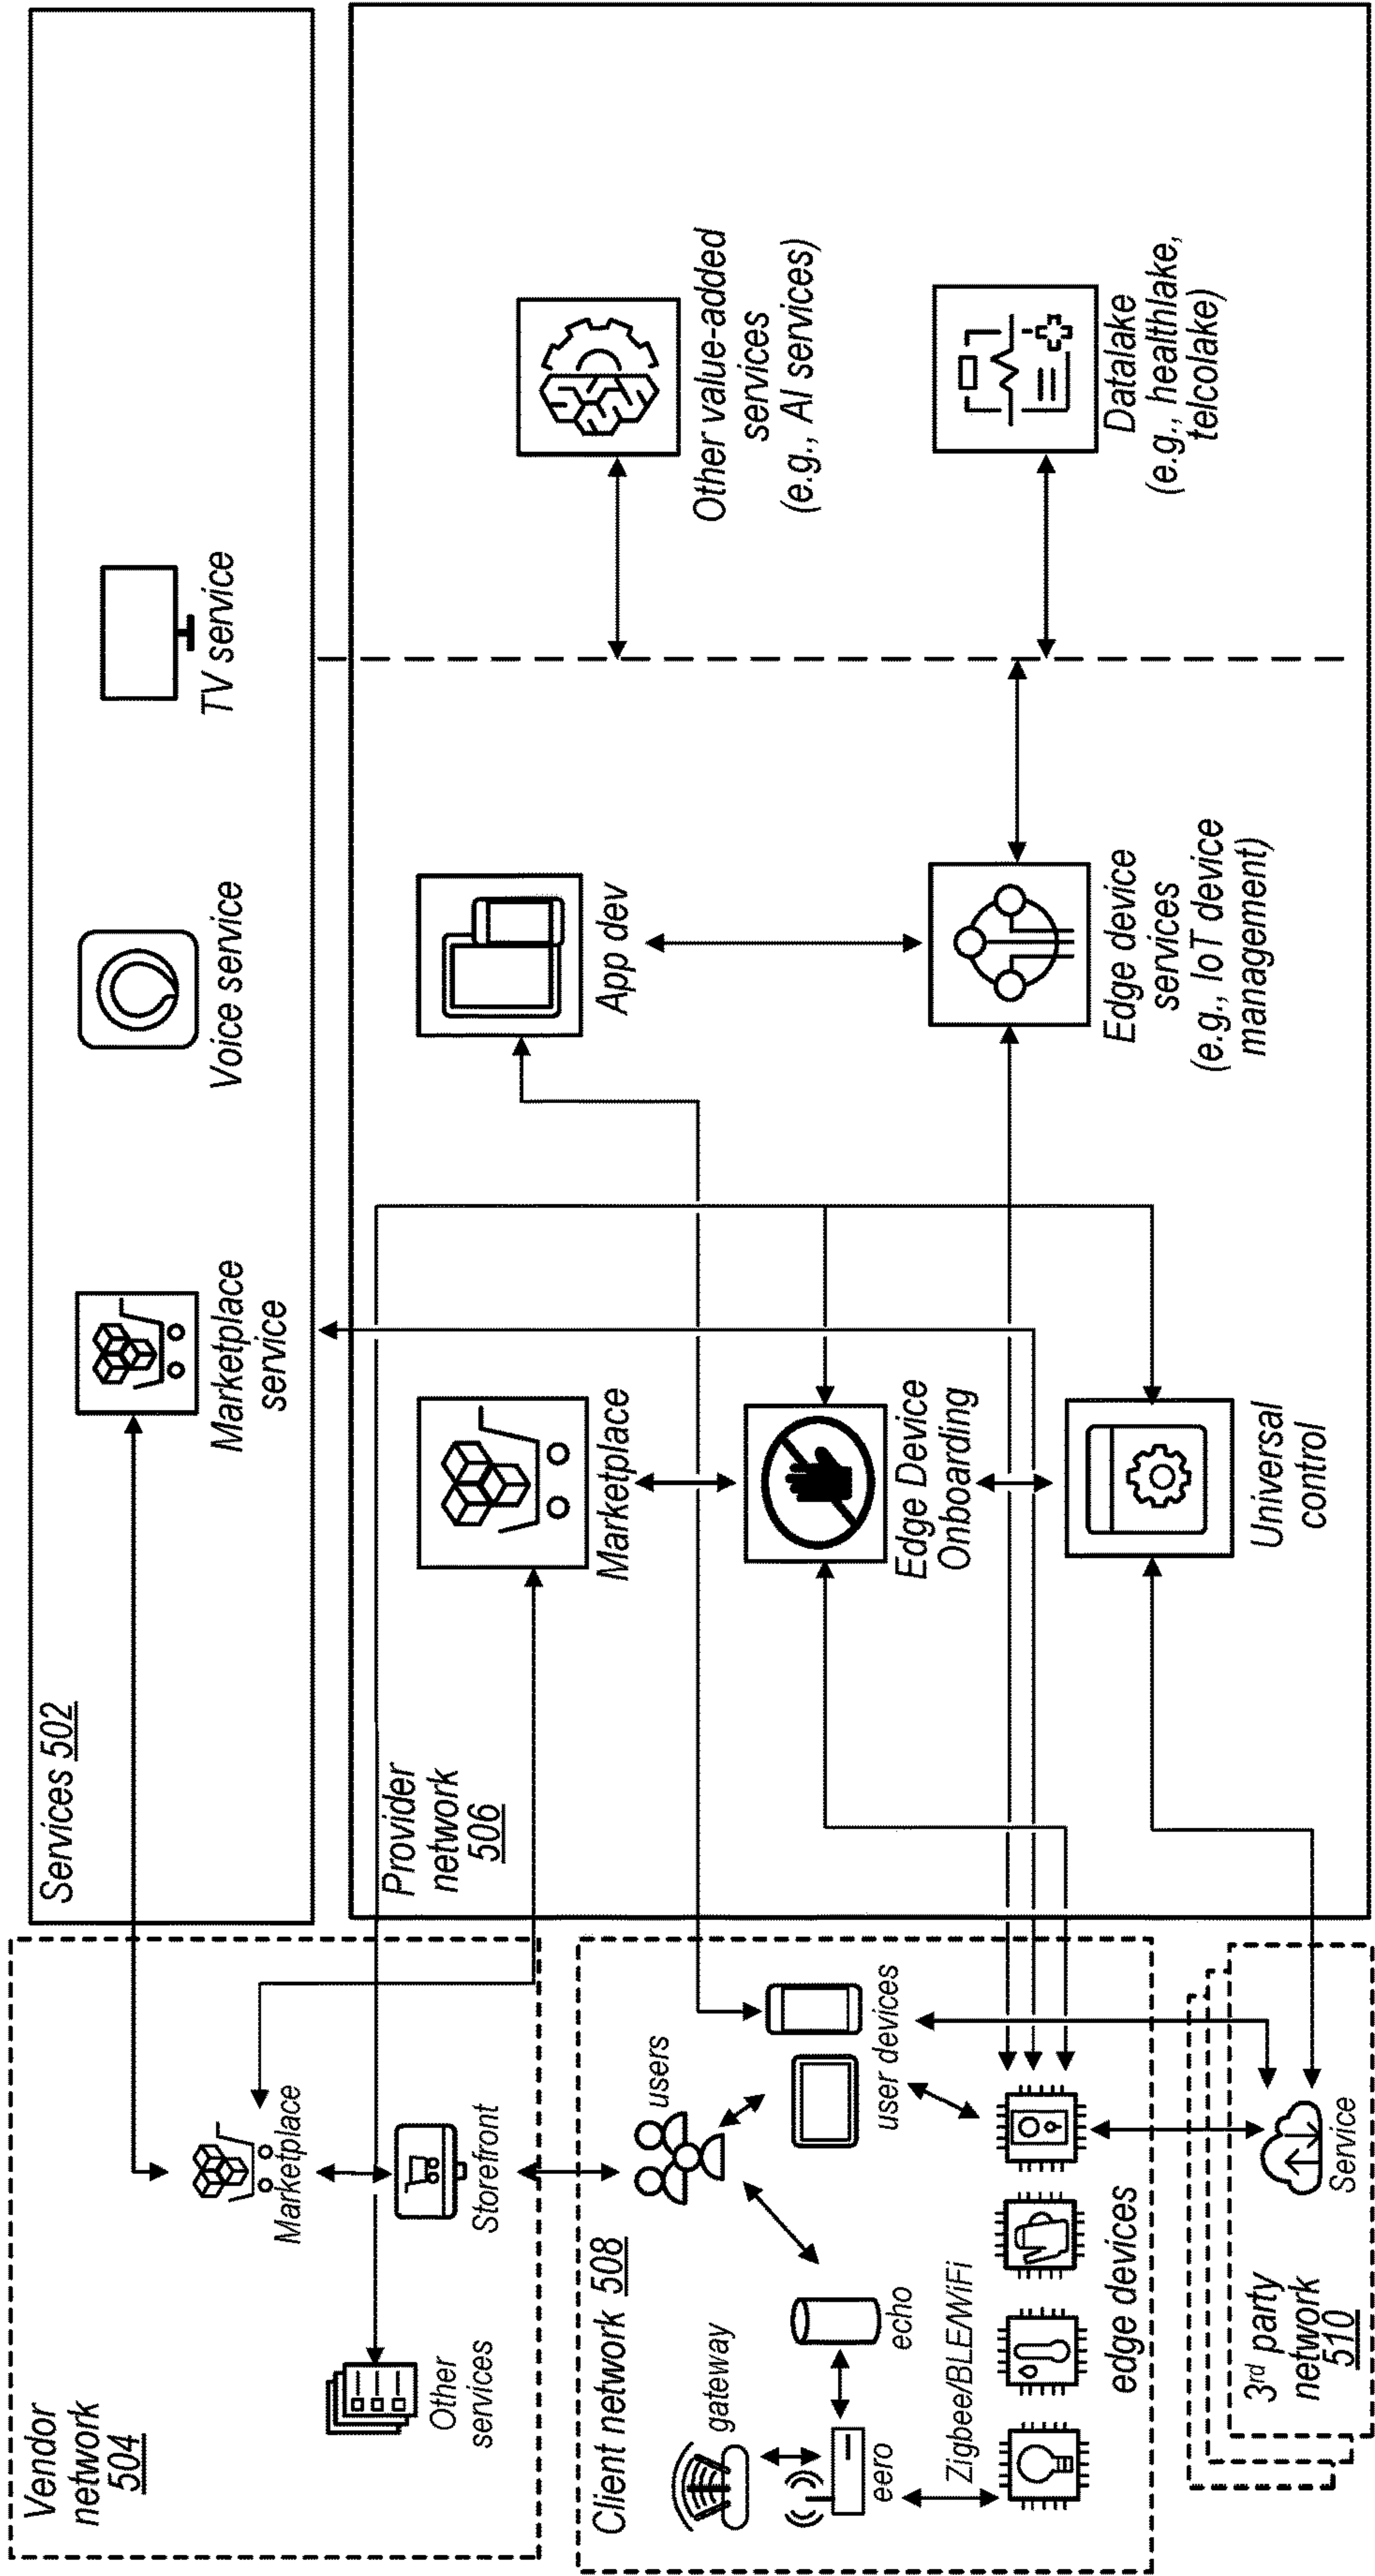 Services 502
Marketplace
service
Voice service
TV service
Vendor
network
504
Marketplace
Storefront
Other
services
Provider
network
506
Marketplace
Edge Device
Onboarding
Universal
control
App dev
Edge device
services
(e.g., IoT device
management)
Other value-added
services
(e.g., AI services)
Datalake
(e.g., healthlake,
telcolake)
Client network 508
users
user devices
gateway
echo
eero
Zigbee/BLE/WiFi
edge devices
3rd party
network
510
Service